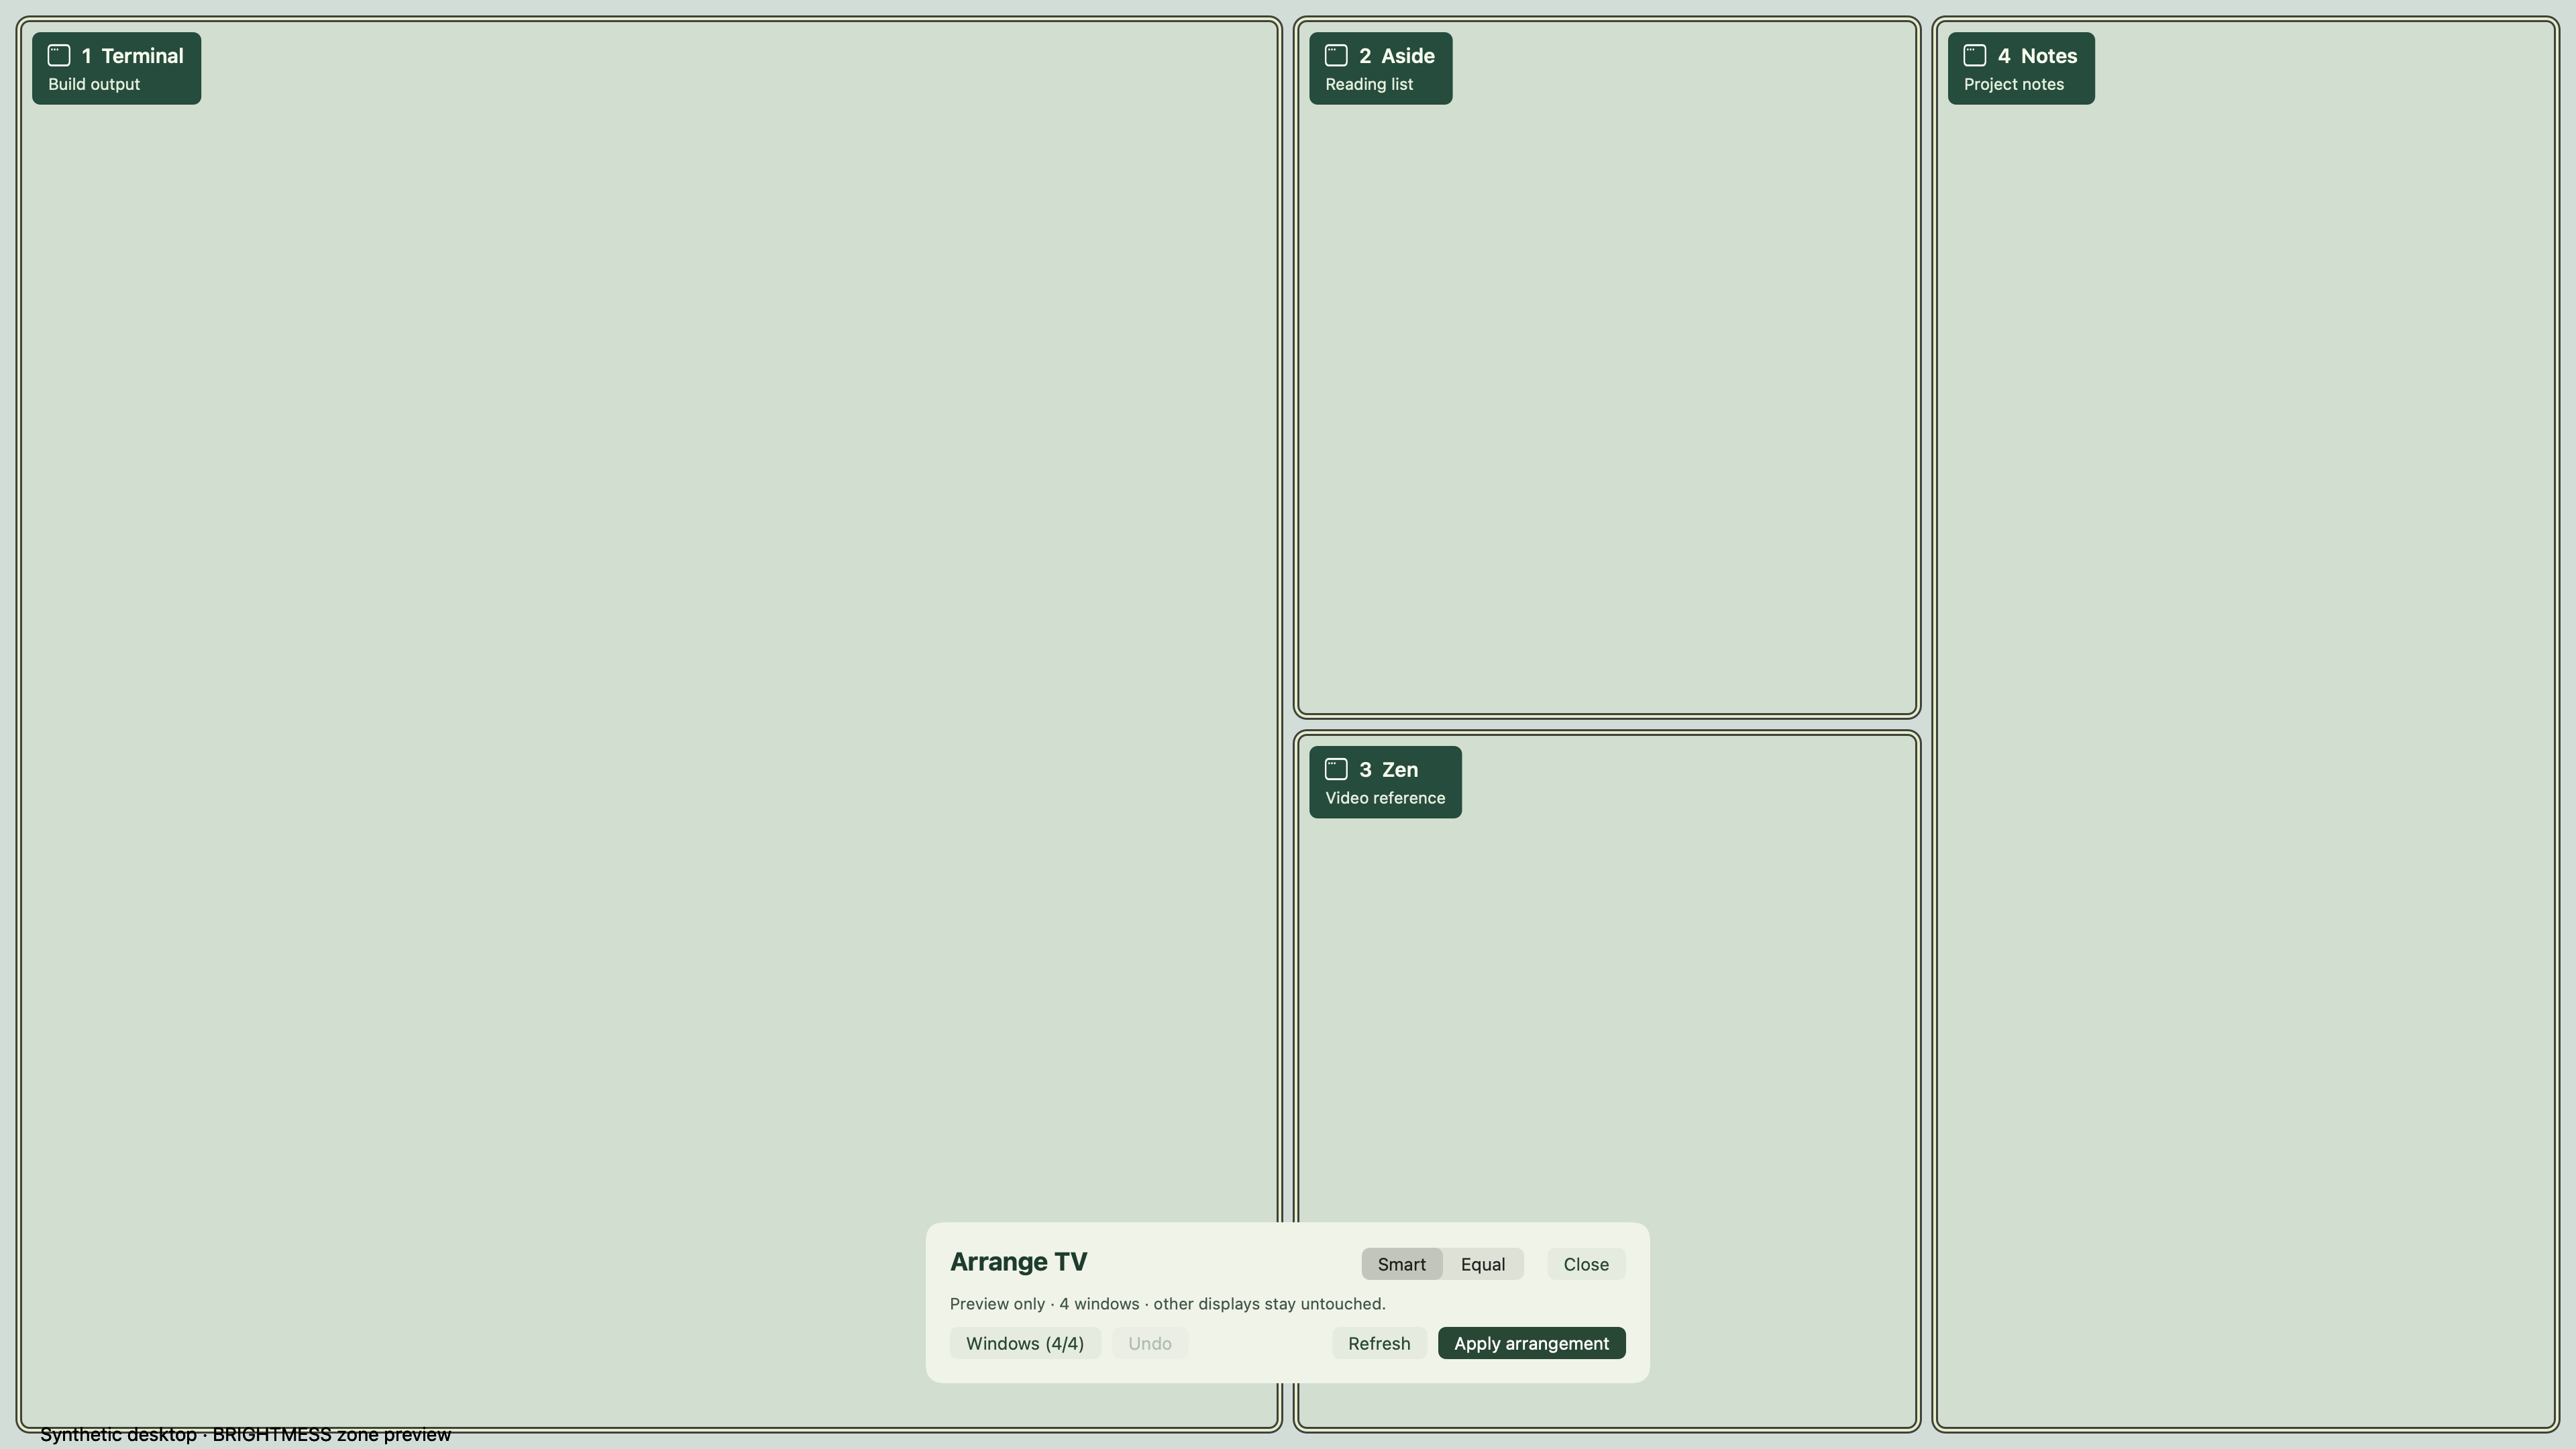 1 Terminal
Build output
2 Aside
Reading list
4 Notes
Project notes
3 Zen
Video reference
Arrange TV
Smart
Equal
Close
Preview only · 4 windows · other displays stay untouched.
Windows (4/4)
Undo
Refresh
Apply arrangement
Synthetic desktop · BRIGHTMESS zone preview